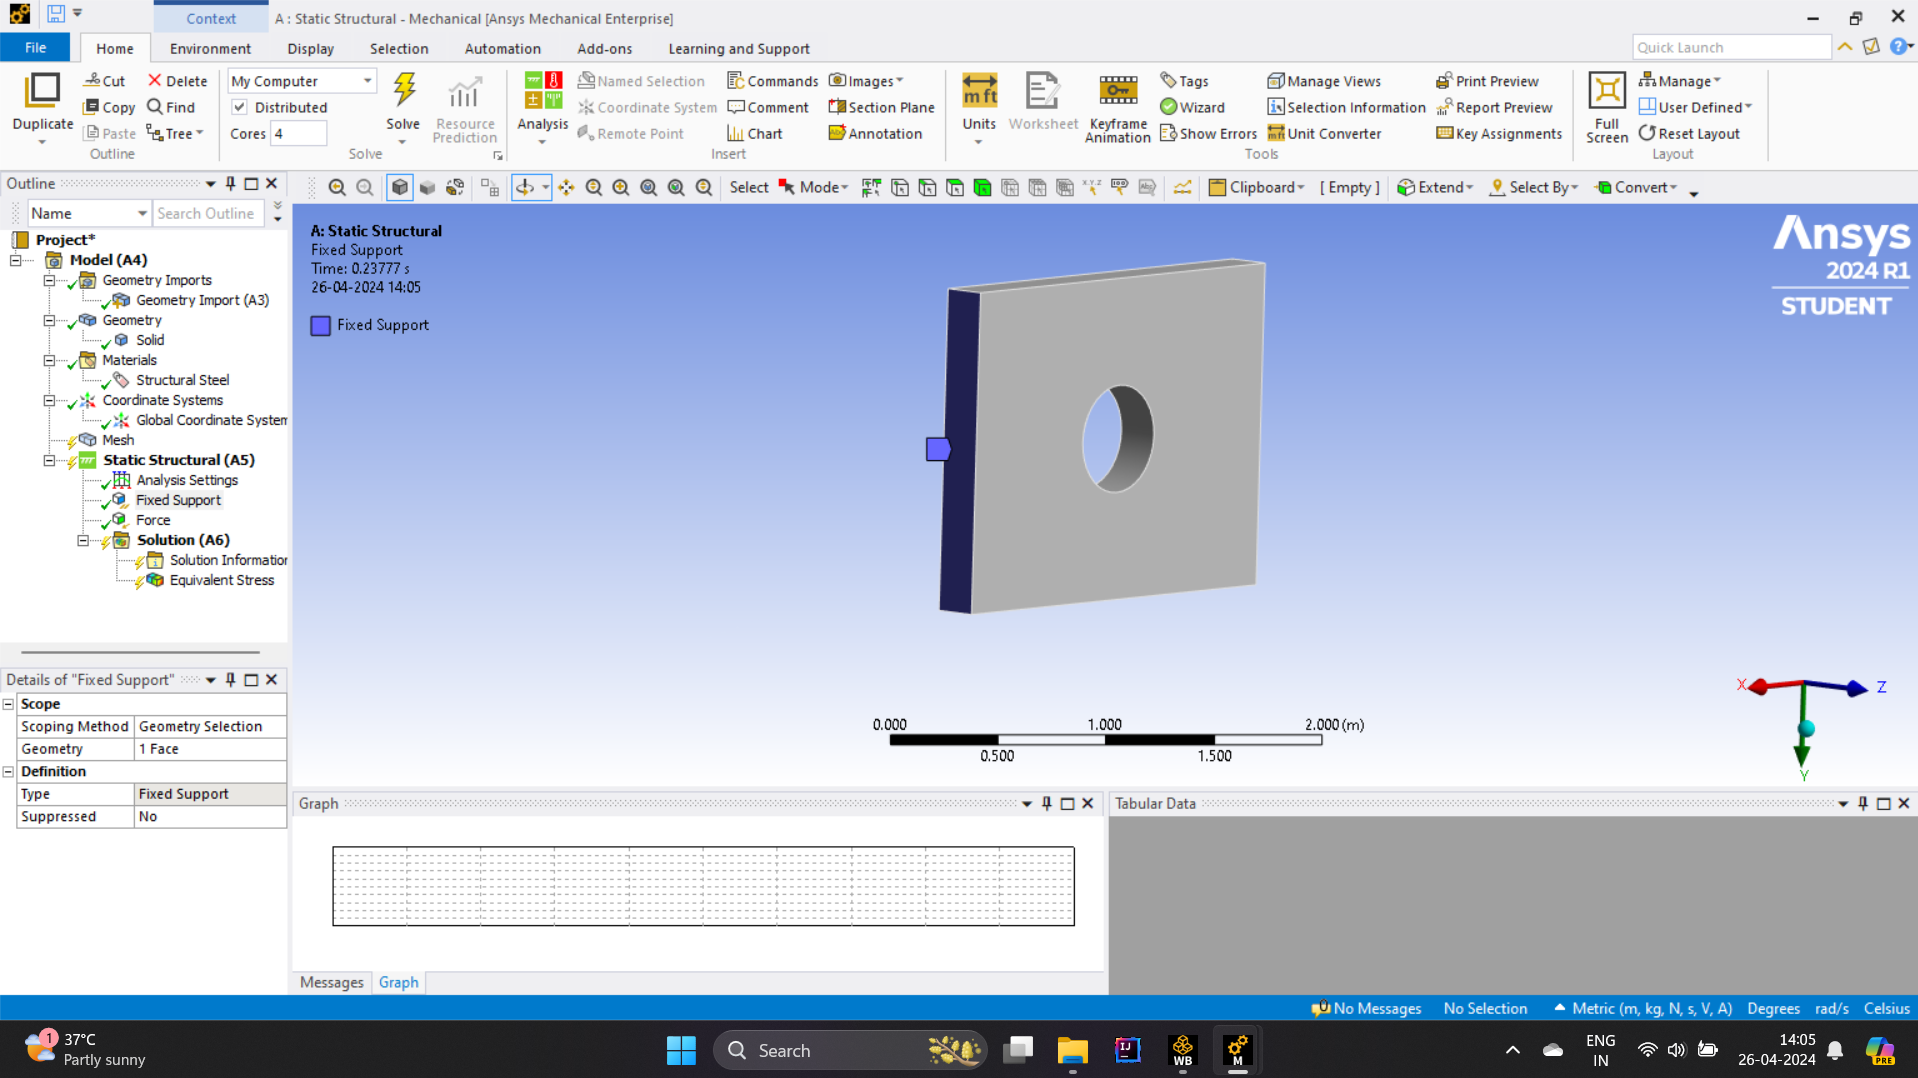 Context
A : Static Structural - Mechanical [Ansys Mechanical Enterprise]
File Home Environment Display Selection Automation Add-ons Learning and Support
Quick Launch
Duplicate
Cut
Copy
Paste
Delete
Find
Tree
Outline
My Computer
Distributed
Cores 4
Solve
Resource Prediction
Solve
Analysis
Named Selection
Coordinate System
Remote Point
Commands
Comment
Chart
Images
Section Plane
Annotation
Insert
Units
Worksheet
Keyframe Animation
Tags
Wizard
Show Errors
Manage Views
Selection Information
Unit Converter
Print Preview
Report Preview
Key Assignments
Tools
Full Screen
Manage
User Defined
Reset Layout
Layout
Outline
Select Mode Clipboard [ Empty ] Extend Select By Convert
Name
Search Outline
Project*
Model (A4)
Geometry Imports
Geometry Import (A3)
Geometry
Solid
Materials
Structural Steel
Coordinate Systems
Global Coordinate System
Mesh
Static Structural (A5)
Analysis Settings
Fixed Support
Force
Solution (A6)
Solution Information
Equivalent Stress
A: Static Structural
Fixed Support
Time: 0.23777 s
26-04-2024 14:05
Fixed Support
Ansys
2024 R1
STUDENT
X
Z
Y
0.000 1.000 2.000 (m)
0.500 1.500
Details of "Fixed Support"
Scope
Scoping Method Geometry Selection
Geometry 1 Face
Definition
Type Fixed Support
Suppressed No
Graph
Tabular Data
Messages Graph
No Messages No Selection Metric (m, kg, N, s, V, A) Degrees rad/s Celsius
1
37°C
Partly sunny
Search
IJ
WB
M
ENG
IN
14:05
26-04-2024
PRE